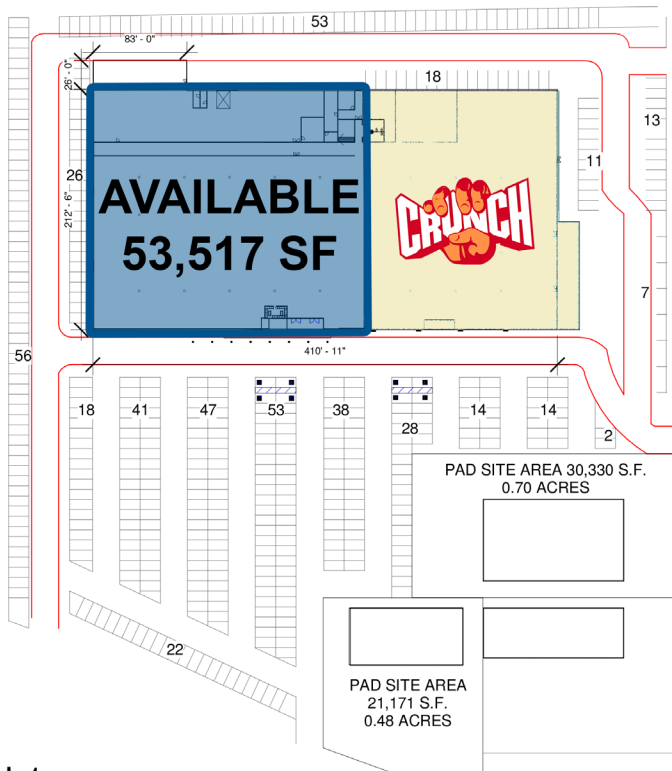 53
83' - 0"
26' - 0"
18
13
11
26
212' - 6"
AVAILABLE
53,517 SF
CRUNCH
7
56
410' - 11"
18
41
47
53
38
28
14
14
2
PAD SITE AREA 30,330 S.F.
0.70 ACRES
22
PAD SITE AREA
21,171 S.F.
0.48 ACRES